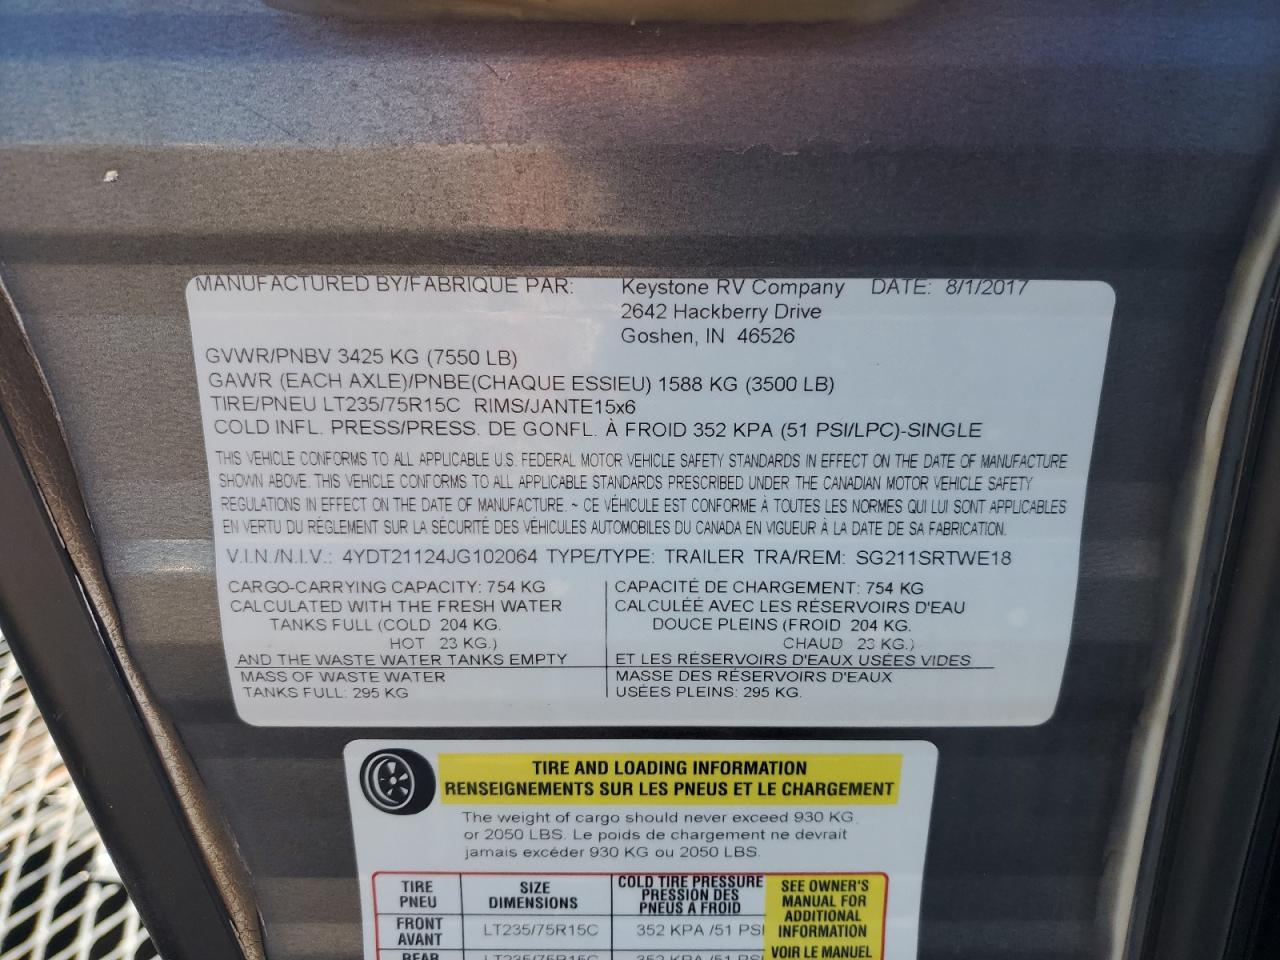 MANUFACTURED BY/FABRIQUE PAR: Keystone RV Company DATE: 8/1/2017
2642 Hackberry Drive
Goshen, IN 46526
GVWR/PNBV 3425 KG (7550 LB)
GAWR (EACH AXLE)/PNBE(CHAQUE ESSIEU) 1588 KG (3500 LB)
TIRE/PNEU LT235/75R15C RIMS/JANTE15x6
COLD INFL. PRESS/PRESS. DE GONFL. À FROID 352 KPA (51 PSI/LPC)-SINGLE
THIS VEHICLE CONFORMS TO ALL APPLICABLE U.S. FEDERAL MOTOR VEHICLE SAFETY STANDARDS IN EFFECT ON THE DATE OF MANUFACTURE
SHOWN ABOVE. THIS VEHICLE CONFORMS TO ALL APPLICABLE STANDARDS PRESCRIBED UNDER THE CANADIAN MOTOR VEHICLE SAFETY
REGULATIONS IN EFFECT ON THE DATE OF MANUFACTURE. ~ CE VÉHICULE EST CONFORME À TOUTES LES NORMES QUI LUI SONT APPLICABLES
EN VERTU DU RÉGLEMENT SUR LA SÉCURITÉ DES VÉHICULES AUTOMOBILES DU CANADA EN VIGUEUR À LA DATE DE SA FABRICATION.
V.I.N./N.I.V.: 4YDT21124JG102064 TYPE/TYPE: TRAILER TRA/REM: SG211SRTWE18
CARGO-CARRYING CAPACITY: 754 KG
CALCULATED WITH THE FRESH WATER
TANKS FULL (COLD 204 KG.
HOT 23 KG.)
AND THE WASTE WATER TANKS EMPTY
MASS OF WASTE WATER
TANKS FULL: 295 KG
CAPACITÉ DE CHARGEMENT: 754 KG
CALCULÉE AVEC LES RÉSERVOIRS D'EAU
DOUCE PLEINS (FROID 204 KG.
CHAUD 23 KG.)
ET LES RÉSERVOIRS D'EAUX USÉES VIDES
MASSE DES RÉSERVOIRS D'EAUX
USÉES PLEINS: 295 KG.
TIRE AND LOADING INFORMATION
RENSEIGNEMENTS SUR LES PNEUS ET LE CHARGEMENT
The weight of cargo should never exceed 930 KG
or 2050 LBS. Le poids de chargement ne devrait
jamais excéder 930 KG ou 2050 LBS.
TIRE
PNEU
SIZE
DIMENSIONS
COLD TIRE PRESSURE
PRESSION DES
PNEUS A FROID
SEE OWNER'S
MANUAL FOR
ADDITIONAL
INFORMATION
VOIR LE MANUEL
FRONT
AVANT
LT235/75R15C
352 KPA /51 PSI
REAR
LT235/75R15C
352 KPA /51 PSI